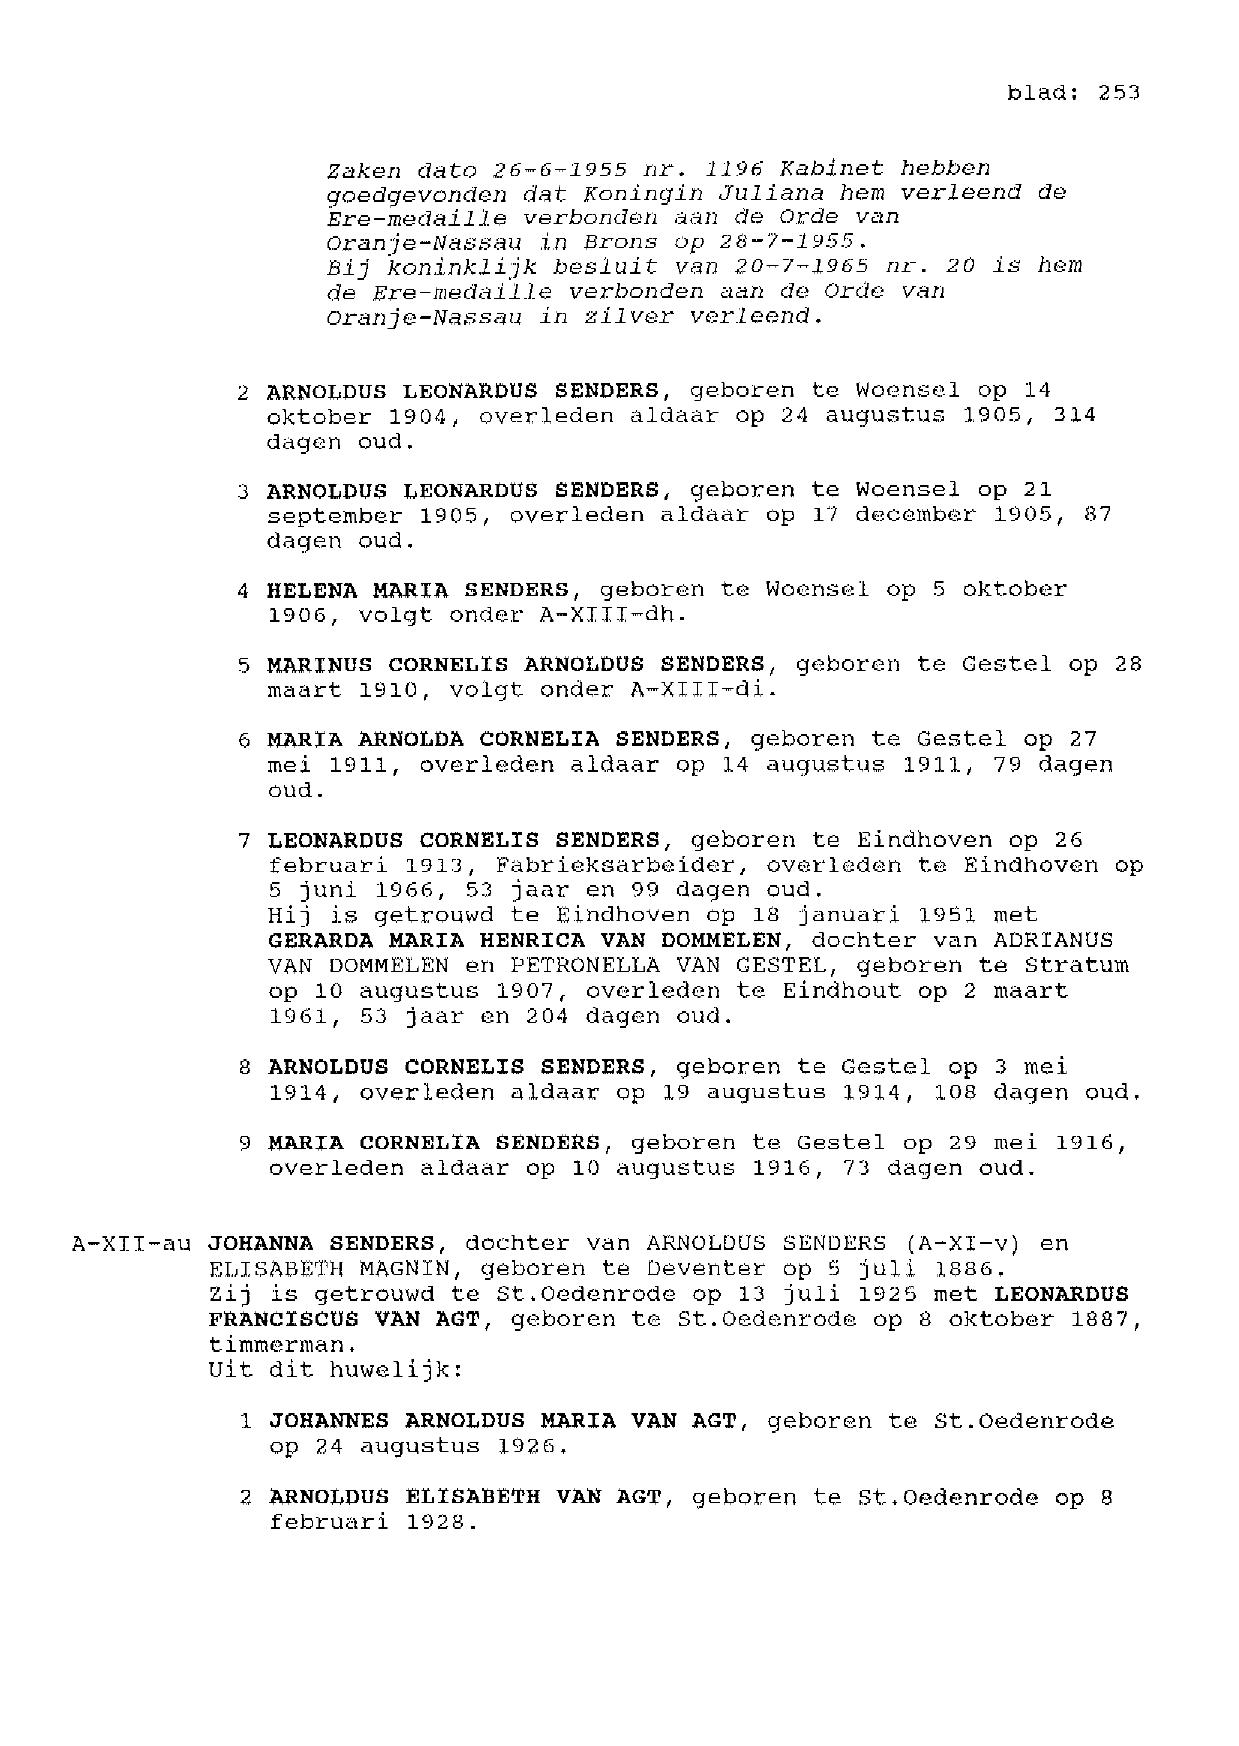 blad: 253
Zaken dato 26-6-1955 nr. 1196 Kabinet hebben
goedgevonden dat Koningin Juliana hem verleend de
Ere-medaille verbonden aan de Orde van
Oranje-Nassau in Brons op 28-7-1955.
Bij koninklijk besluit van 20-7-1965 nr. 20 is hem
de Ere-medaille verbonden aan de Orde van
Oranje-Nassau in zilver verleend.
2 ARNOLDUS LEONARDUS SENDERS, geboren te Woensel op 14
oktober 1904, overleden aldaar op 24 augustus 1905, 314
dagen oud.
3 ARNOLDUS LEONARDUS SENDERS, geboren te Woensel op 21
september 1905, overleden aldaar op 17 december 1905, 87
dagen oud.
4 HELENA MARIA SENDERS, geboren te Woensel op 5 oktober
1906, volgt onder A-XIII-dh.
5 MARINUS CORNELIS ARNOLDUS SENDERS, geboren te Gestel op 28
maart 1910, volgt onder A-XIII-di.
6 MARIA ARNOLDA CORNELIA SENDERS, geboren te Gestel op 27
mei 1911, overleden aldaar op 14 augustus 1911, 79 dagen
oud.
7 LEONARDUS CORNELIS SENDERS, geboren te Eindhoven op 26
februari 1913, Fabrieksarbeider, overleden te Eindhoven op
5 juni 1966, 53 jaar en 99 dagen oud.
Hij is getrouwd te Eindhoven op 18 januari 1951 met
GERARDA MARIA HENRICA VAN DOMMELEN, dochter van ADRIANUS
VAN DOMMELEN en PETRONELLA VAN GESTEL, geboren te Stratum
op 10 augustus 1907, overleden te Eindhout op 2 maart
1961, 53 jaar en 204 dagen oud.
8 ARNOLDUS CORNELIS SENDERS, geboren te Gestel op 3 mei
1914, overleden aldaar op 19 augustus 1914, 108 dagen oud.
9 MARIA CORNELIA SENDERS, geboren te Gestel op 29 mei 1916,
overleden aldaar op 10 augustus 1916, 73 dagen oud.
A-XII-au JOHANNA SENDERS, dochter van ARNOLDUS SENDERS (A-XI-v) en
ELISABETH MAGNIN, geboren te Deventer op 5 juli 1886.
Zij is getrouwd te St.Oedenrode op 13 juli 1925 met LEONARDUS
FRANCISCUS VAN AGT, geboren te St.Oedenrode op 8 oktober 1887,
timmerman.
Uit dit huwelijk:
1 JOHANNES ARNOLDUS MARIA VAN AGT, geboren te St.Oedenrode
op 24 augustus 1926.
2 ARNOLDUS ELISABETH VAN AGT, geboren te St.Oedenrode op 8
februari 1928.